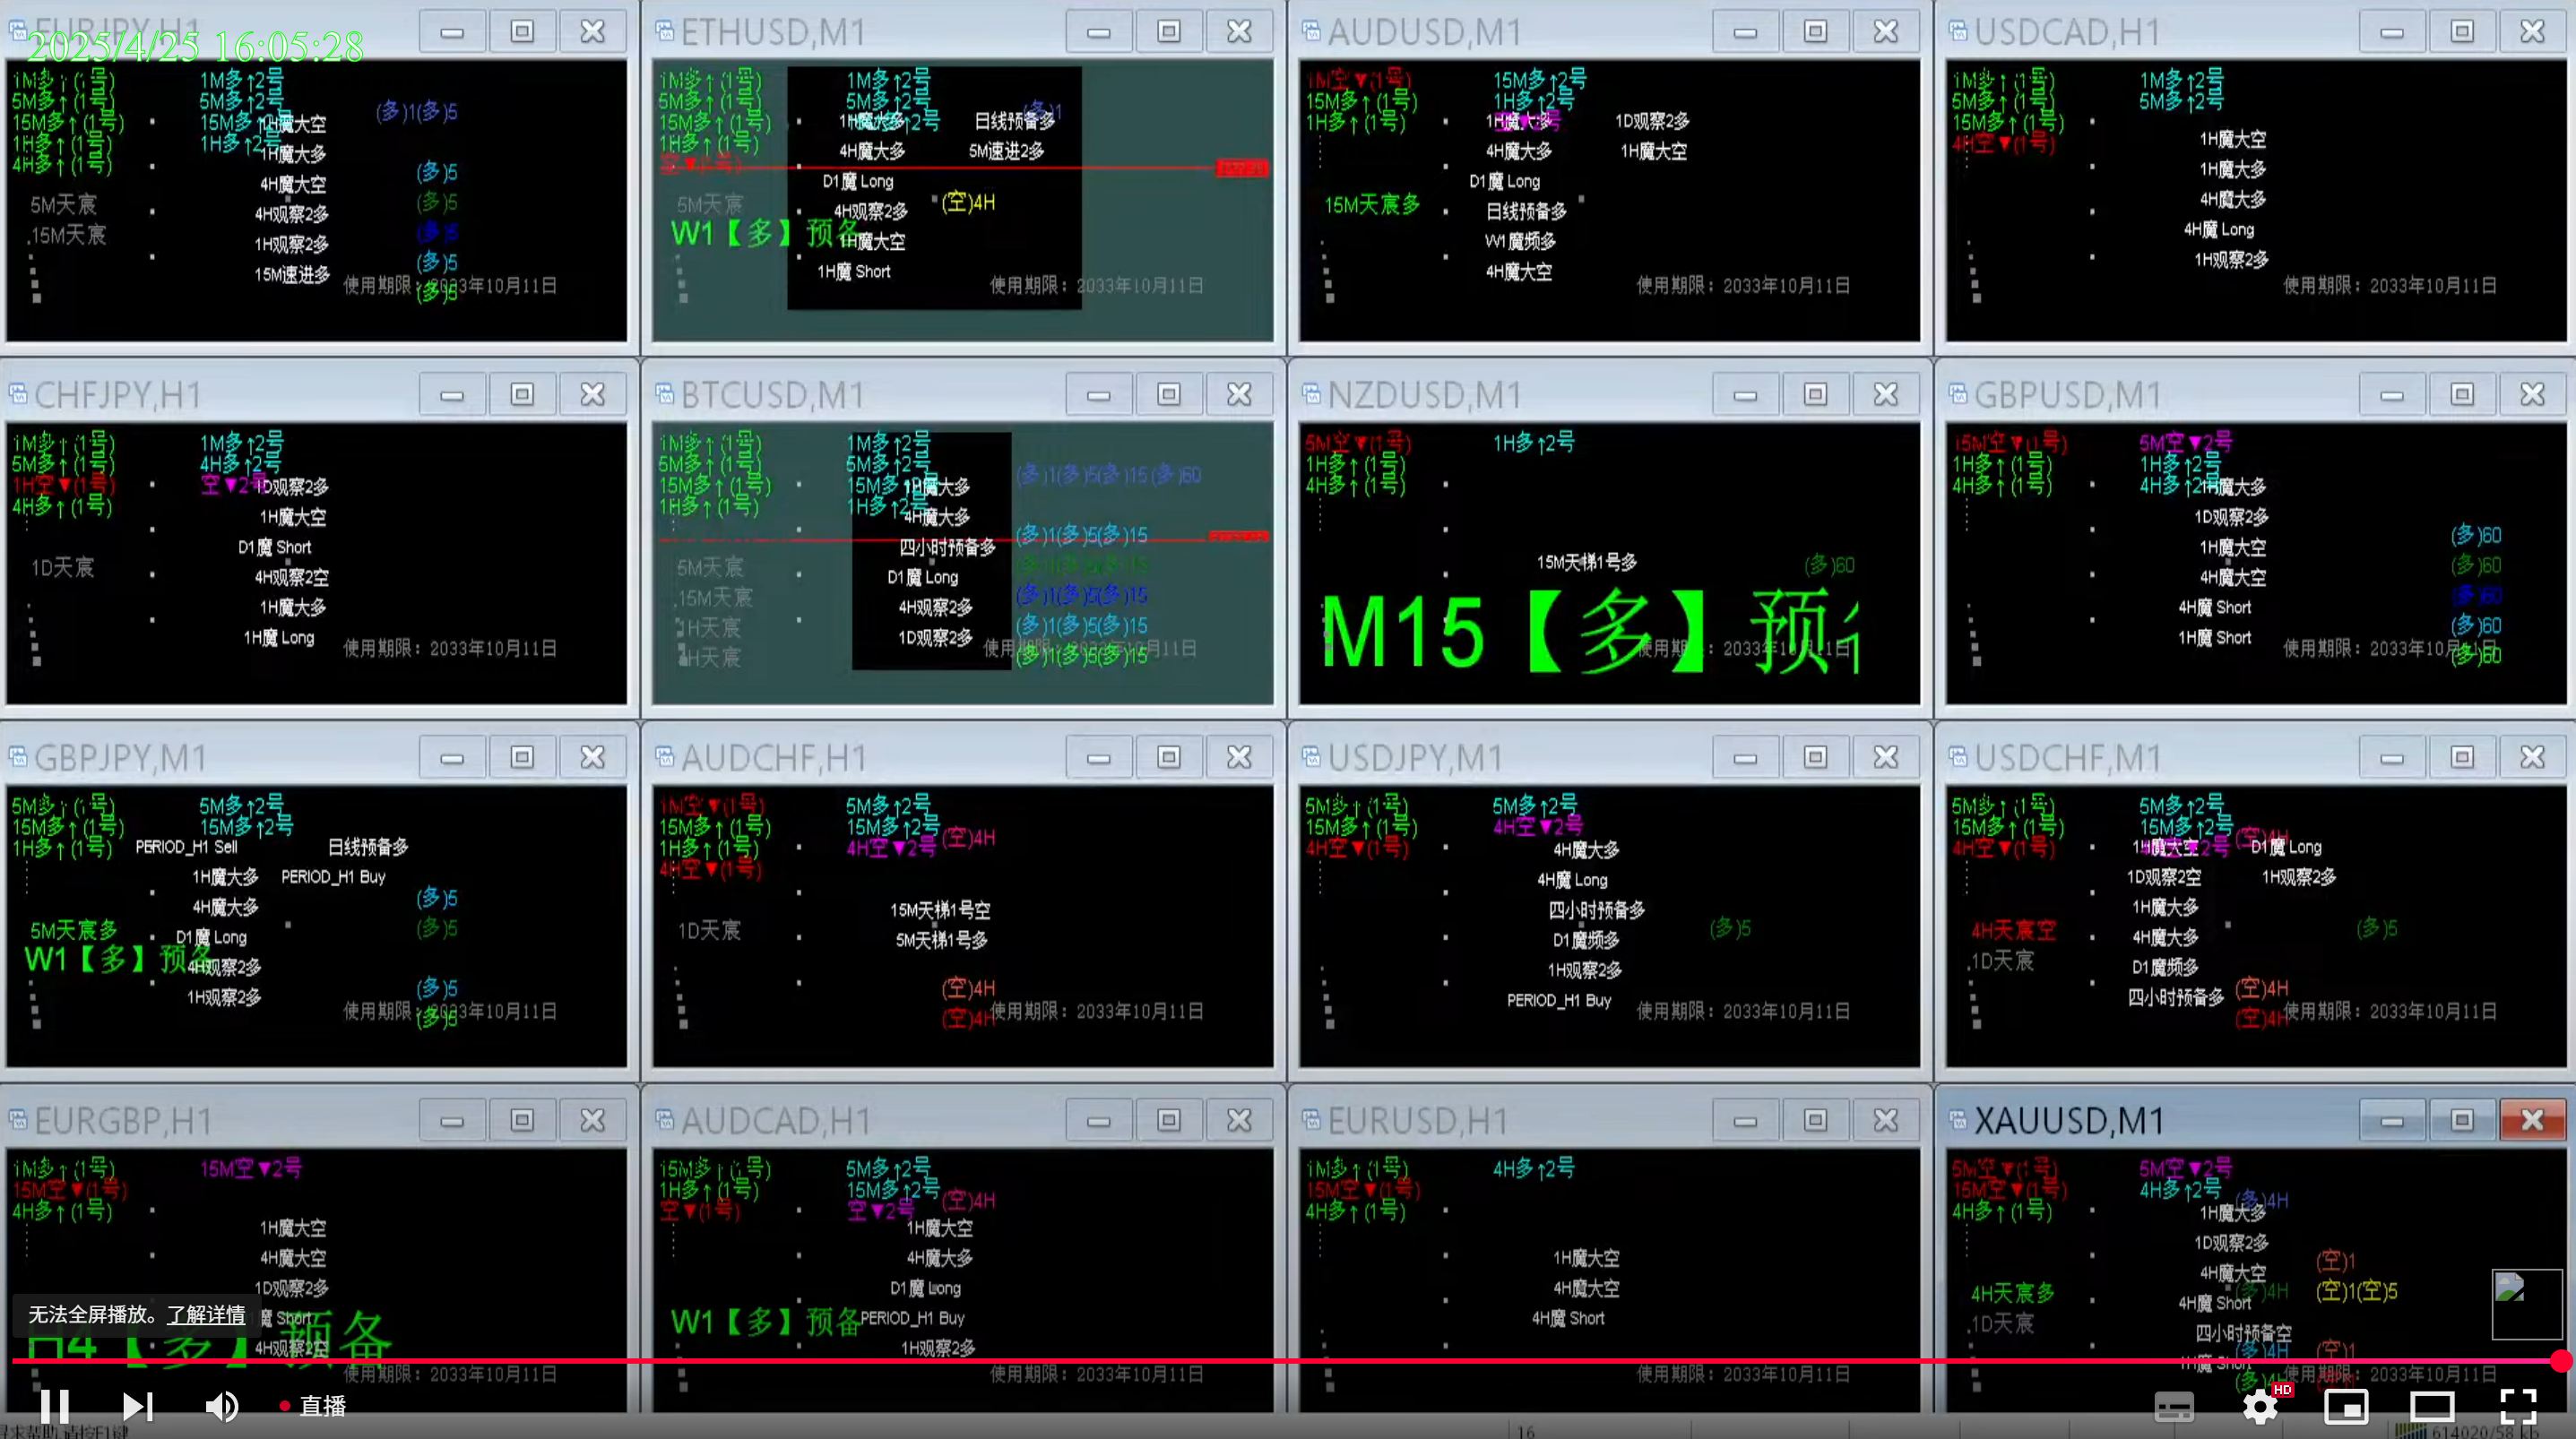 EURJPY,H1
2025/4/25 16:05:28
1M多↑(1号)
5M多↑(1号)
15M多↑(1号)
1H多↑(1号)
4H多↑(1号)
1M多↑2号
5M多↑2号
15M多↑2号
1H多↑2号
1H魔大空
1H魔大多
4H魔大空
4H观察2多
1H观察2多
15M速进多
(多)1(多)5
(多)5
(多)5
(多)5
(多)5
(多)5
5M天宸
15M天宸
使用期限：2033年10月11日
ETHUSD,M1
1M多↑(1号)
5M多↑(1号)
15M多↑(1号)
1H多↑(1号)
空▼(1号)
1M多↑2号
5M多↑2号
15M多↑2号
1H魔大多
4H魔大多
D1魔 Long
4H观察2多
1H魔大空
1H魔 Short
(多)1
日线预备多
5M速进2多
(空)4H
5M天宸
W1【多】预备
使用期限：2033年10月11日
AUDUSD,M1
1M空▼(1号)
15M多↑(1号)
1H多↑(1号)
15M多↑2号
1H多↑2号
1H魔大多
4H魔大多
D1魔 Long
日线预备多
W1魔频多
4H魔大空
1D观察2多
1H魔大空
15M天宸多
使用期限：2033年10月11日
USDCAD,H1
1M多↑(1号)
5M多↑(1号)
15M多↑(1号)
4H空▼(1号)
1M多↑2号
5M多↑2号
1H魔大空
1H魔大多
4H魔大多
4H魔 Long
1H观察2多
使用期限：2033年10月11日
CHFJPY,H1
1M多↑(1号)
5M多↑(1号)
1H空▼(1号)
4H多↑(1号)
1M多↑2号
4H多↑2号
空▼2号
1D观察2多
1H魔大空
D1魔 Short
4H观察2空
1H魔大多
1H魔 Long
1D天宸
使用期限：2033年10月11日
BTCUSD,M1
1M多↑(1号)
5M多↑(1号)
15M多↑(1号)
1H多↑(1号)
1M多↑2号
5M多↑2号
15M多↑2号
1H多↑2号
1H魔大多
4H魔大多
四小时预备多
D1魔 Long
4H观察2多
1D观察2多
(多)1(多)5(多)15(多)60
(多)1(多)5(多)15
(多)1(多)5(多)15
(多)1(多)5(多)15
(多)1(多)5(多)15
(多)1(多)5(多)15
5M天宸
15M天宸
1H天宸
使用期限：2033年10月11日
NZDUSD,M1
5M空▼(1号)
1H多↑(1号)
4H多↑(1号)
1H多↑2号
15M天梯1号多
(多)60
M15【多】预
使用期限：2033年10月11日
GBPUSD,M1
15M空▼(1号)
1H多↑(1号)
4H多↑(1号)
5M空▼2号
1H多↑2号
4H多↑2号
1H魔大多
1D观察2多
1H魔大空
4H魔大空
4H魔 Short
1H魔 Short
(多)60
(多)60
(多)60
(多)60
(多)60
使用期限：2033年10月11日
GBPJPY,M1
5M多↑(1号)
15M多↑(1号)
1H多↑(1号)
5M多↑2号
15M多↑2号
PERIOD_H1 Sell
日线预备多
1H魔大多
PERIOD_H1 Buy
4H魔大多
D1魔 Long
4H观察2多
1H观察2多
(多)5
(多)5
(多)5
(多)5
5M天宸多
W1【多】预备
使用期限：2033年10月11日
AUDCHF,H1
1M空▼(1号)
15M多↑(1号)
1H多↑(1号)
4H空▼(1号)
5M多↑2号
15M多↑2号
4H空▼2号
(空)4H
15M天梯1号空
5M天梯1号多
1D天宸
(空)4H
(空)4H
使用期限：2033年10月11日
USDJPY,M1
5M多↑(1号)
15M多↑(1号)
4H空▼(1号)
5M多↑2号
4H空▼2号
4H魔大多
4H魔 Long
四小时预备多
D1魔频多
1H观察2多
PERIOD_H1 Buy
(多)5
使用期限：2033年10月11日
USDCHF,M1
5M多↑(1号)
15M多↑(1号)
4H空▼(1号)
5M多↑2号
15M多↑2号
(空)4H
1H魔大空
D1魔 Long
1D观察2空
1H观察2多
1H魔大多
4H魔大多
D1魔频多
四小时预备多
(多)5
4H天宸空
1D天宸
(空)4H
(空)4H
使用期限：2033年10月11日
EURGBP,H1
1M多↑(1号)
15M空▼(1号)
4H多↑(1号)
15M空▼2号
1H魔大空
4H魔大空
1D观察2多
魔 Short
4H观察2空
H4【多】预备
无法全屏播放。了解详情
使用期限：2033年10月11日
AUDCAD,H1
15M多↑(1号)
1H多↑(1号)
空▼(1号)
5M多↑2号
15M多↑2号
空▼2号
(空)4H
1H魔大空
4H魔大多
D1魔 Long
PERIOD_H1 Buy
1H观察2多
W1【多】预备
使用期限：2033年10月11日
EURUSD,H1
1M多↑(1号)
15M空▼(1号)
4H多↑(1号)
4H多↑2号
1H魔大空
4H魔大空
4H魔 Short
使用期限：2033年10月11日
XAUUSD,M1
5M空▼(1号)
15M空▼(1号)
4H多↑(1号)
5M空▼2号
4H多↑2号
(多)4H
1H魔大多
1D观察2多
4H魔大空
4H魔 Short
四小时预备空
1H魔 Short
(空)1
(多)4H
(空)1(空)5
(多)4H
(空)1
4H天宸多
1D天宸
使用期限：2033年10月11日
直播
HD
16
614020/58 kb